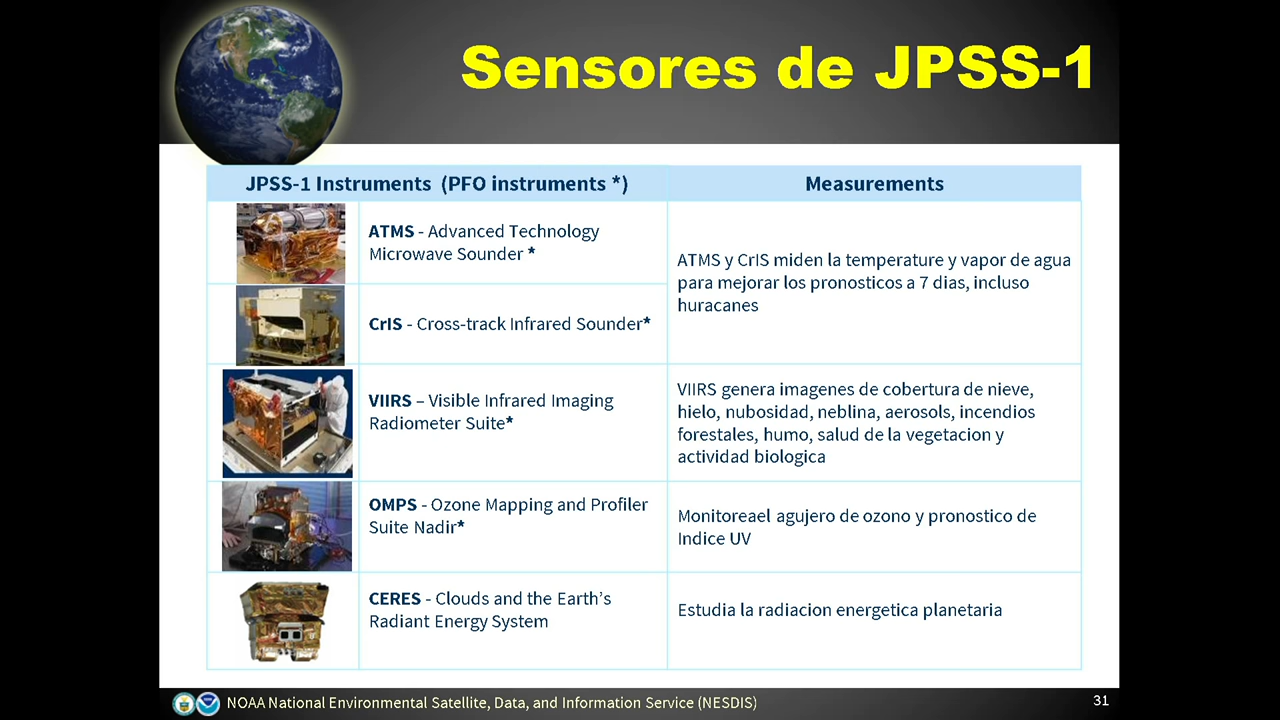 Sensores de JPSS-1
JPSS-1 Instruments (PFO instruments *)
Measurements
ATMS - Advanced Technology
Microwave Sounder *
ATMS y CrIS miden la temperature y vapor de agua
para mejorar los pronosticos a 7 dias, incluso
huracanes
CrIS - Cross-track Infrared Sounder*
VIIRS – Visible Infrared Imaging
Radiometer Suite*
VIIRS genera imagenes de cobertura de nieve,
hielo, nubosidad, neblina, aerosols, incendios
forestales, humo, salud de la vegetacion y
actividad biologica
OMPS - Ozone Mapping and Profiler
Suite Nadir*
Monitoreael agujero de ozono y pronostico de
Indice UV
CERES - Clouds and the Earth’s
Radiant Energy System
Estudia la radiacion energetica planetaria
NOAA National Environmental Satellite, Data, and Information Service (NESDIS)
31